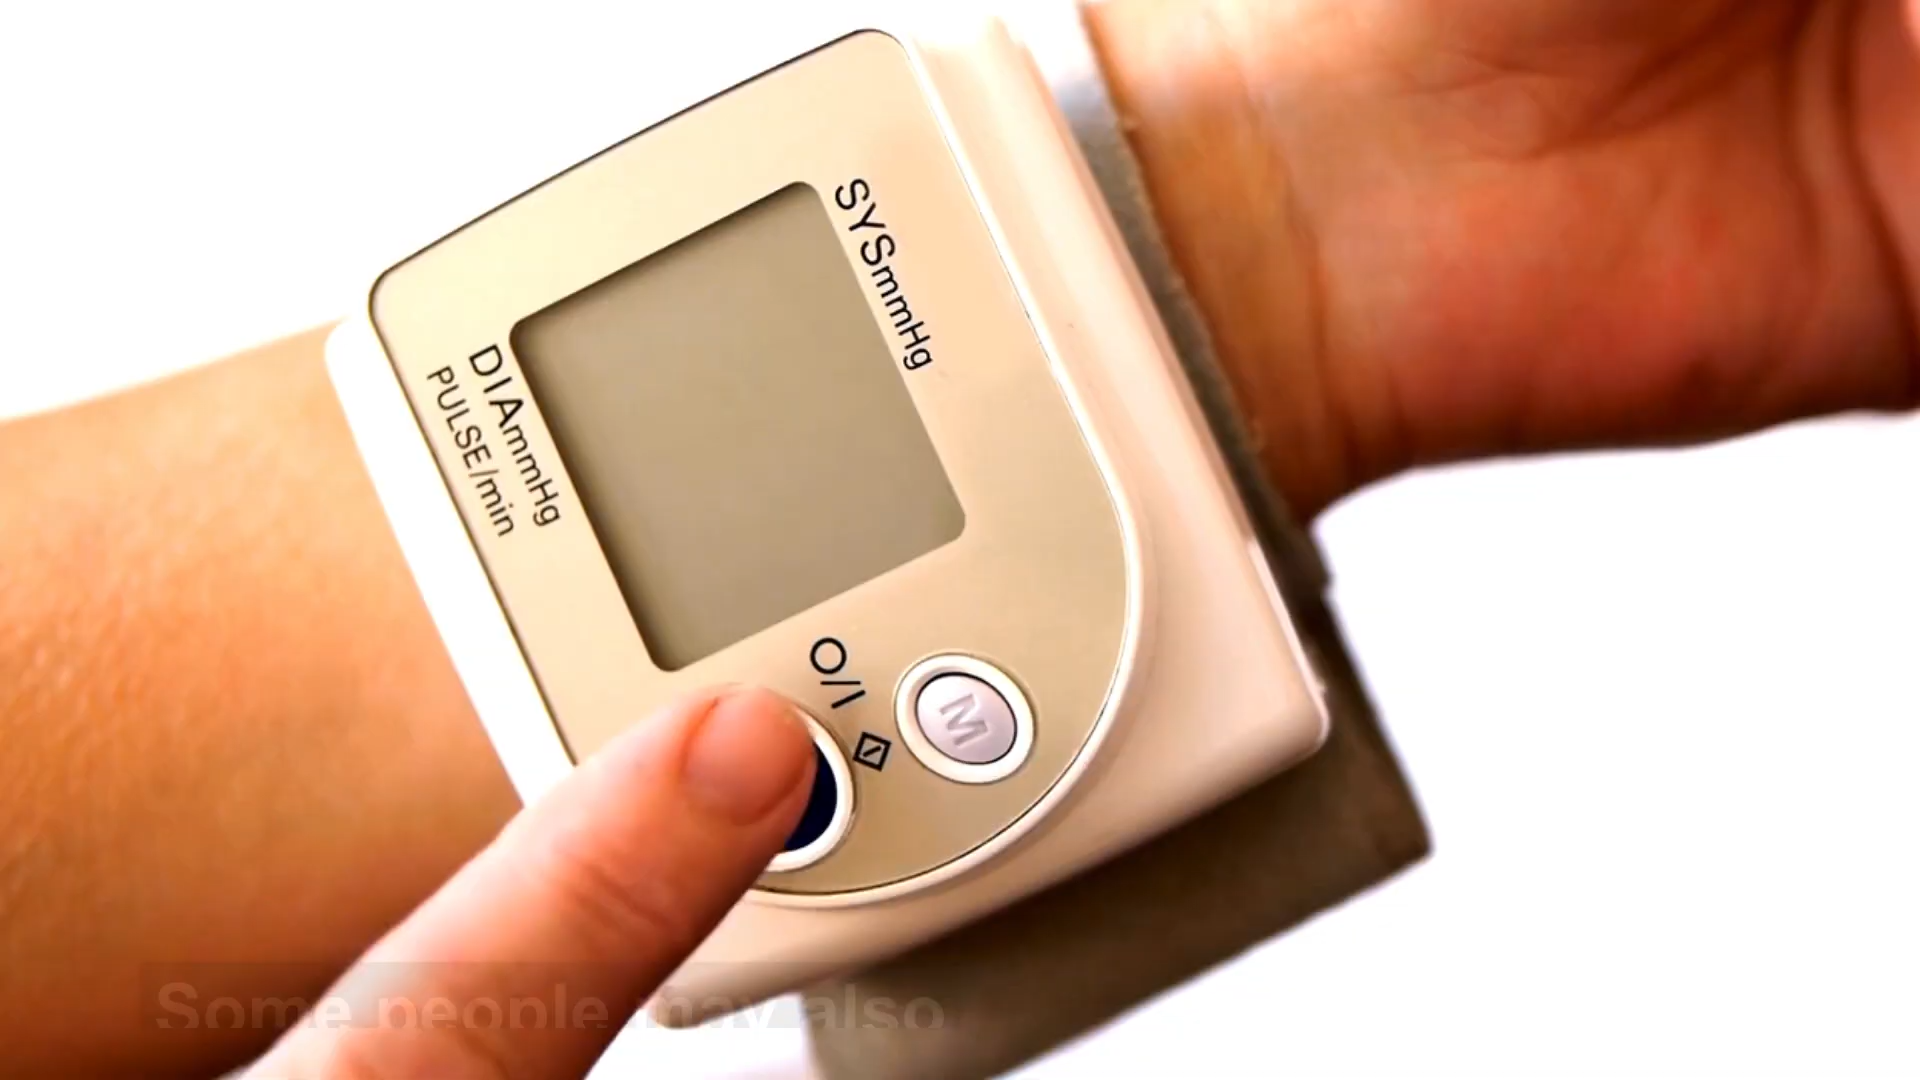 SYSmmHg
DIAmmHg
PULSE/min
O/I
M
Some people may also